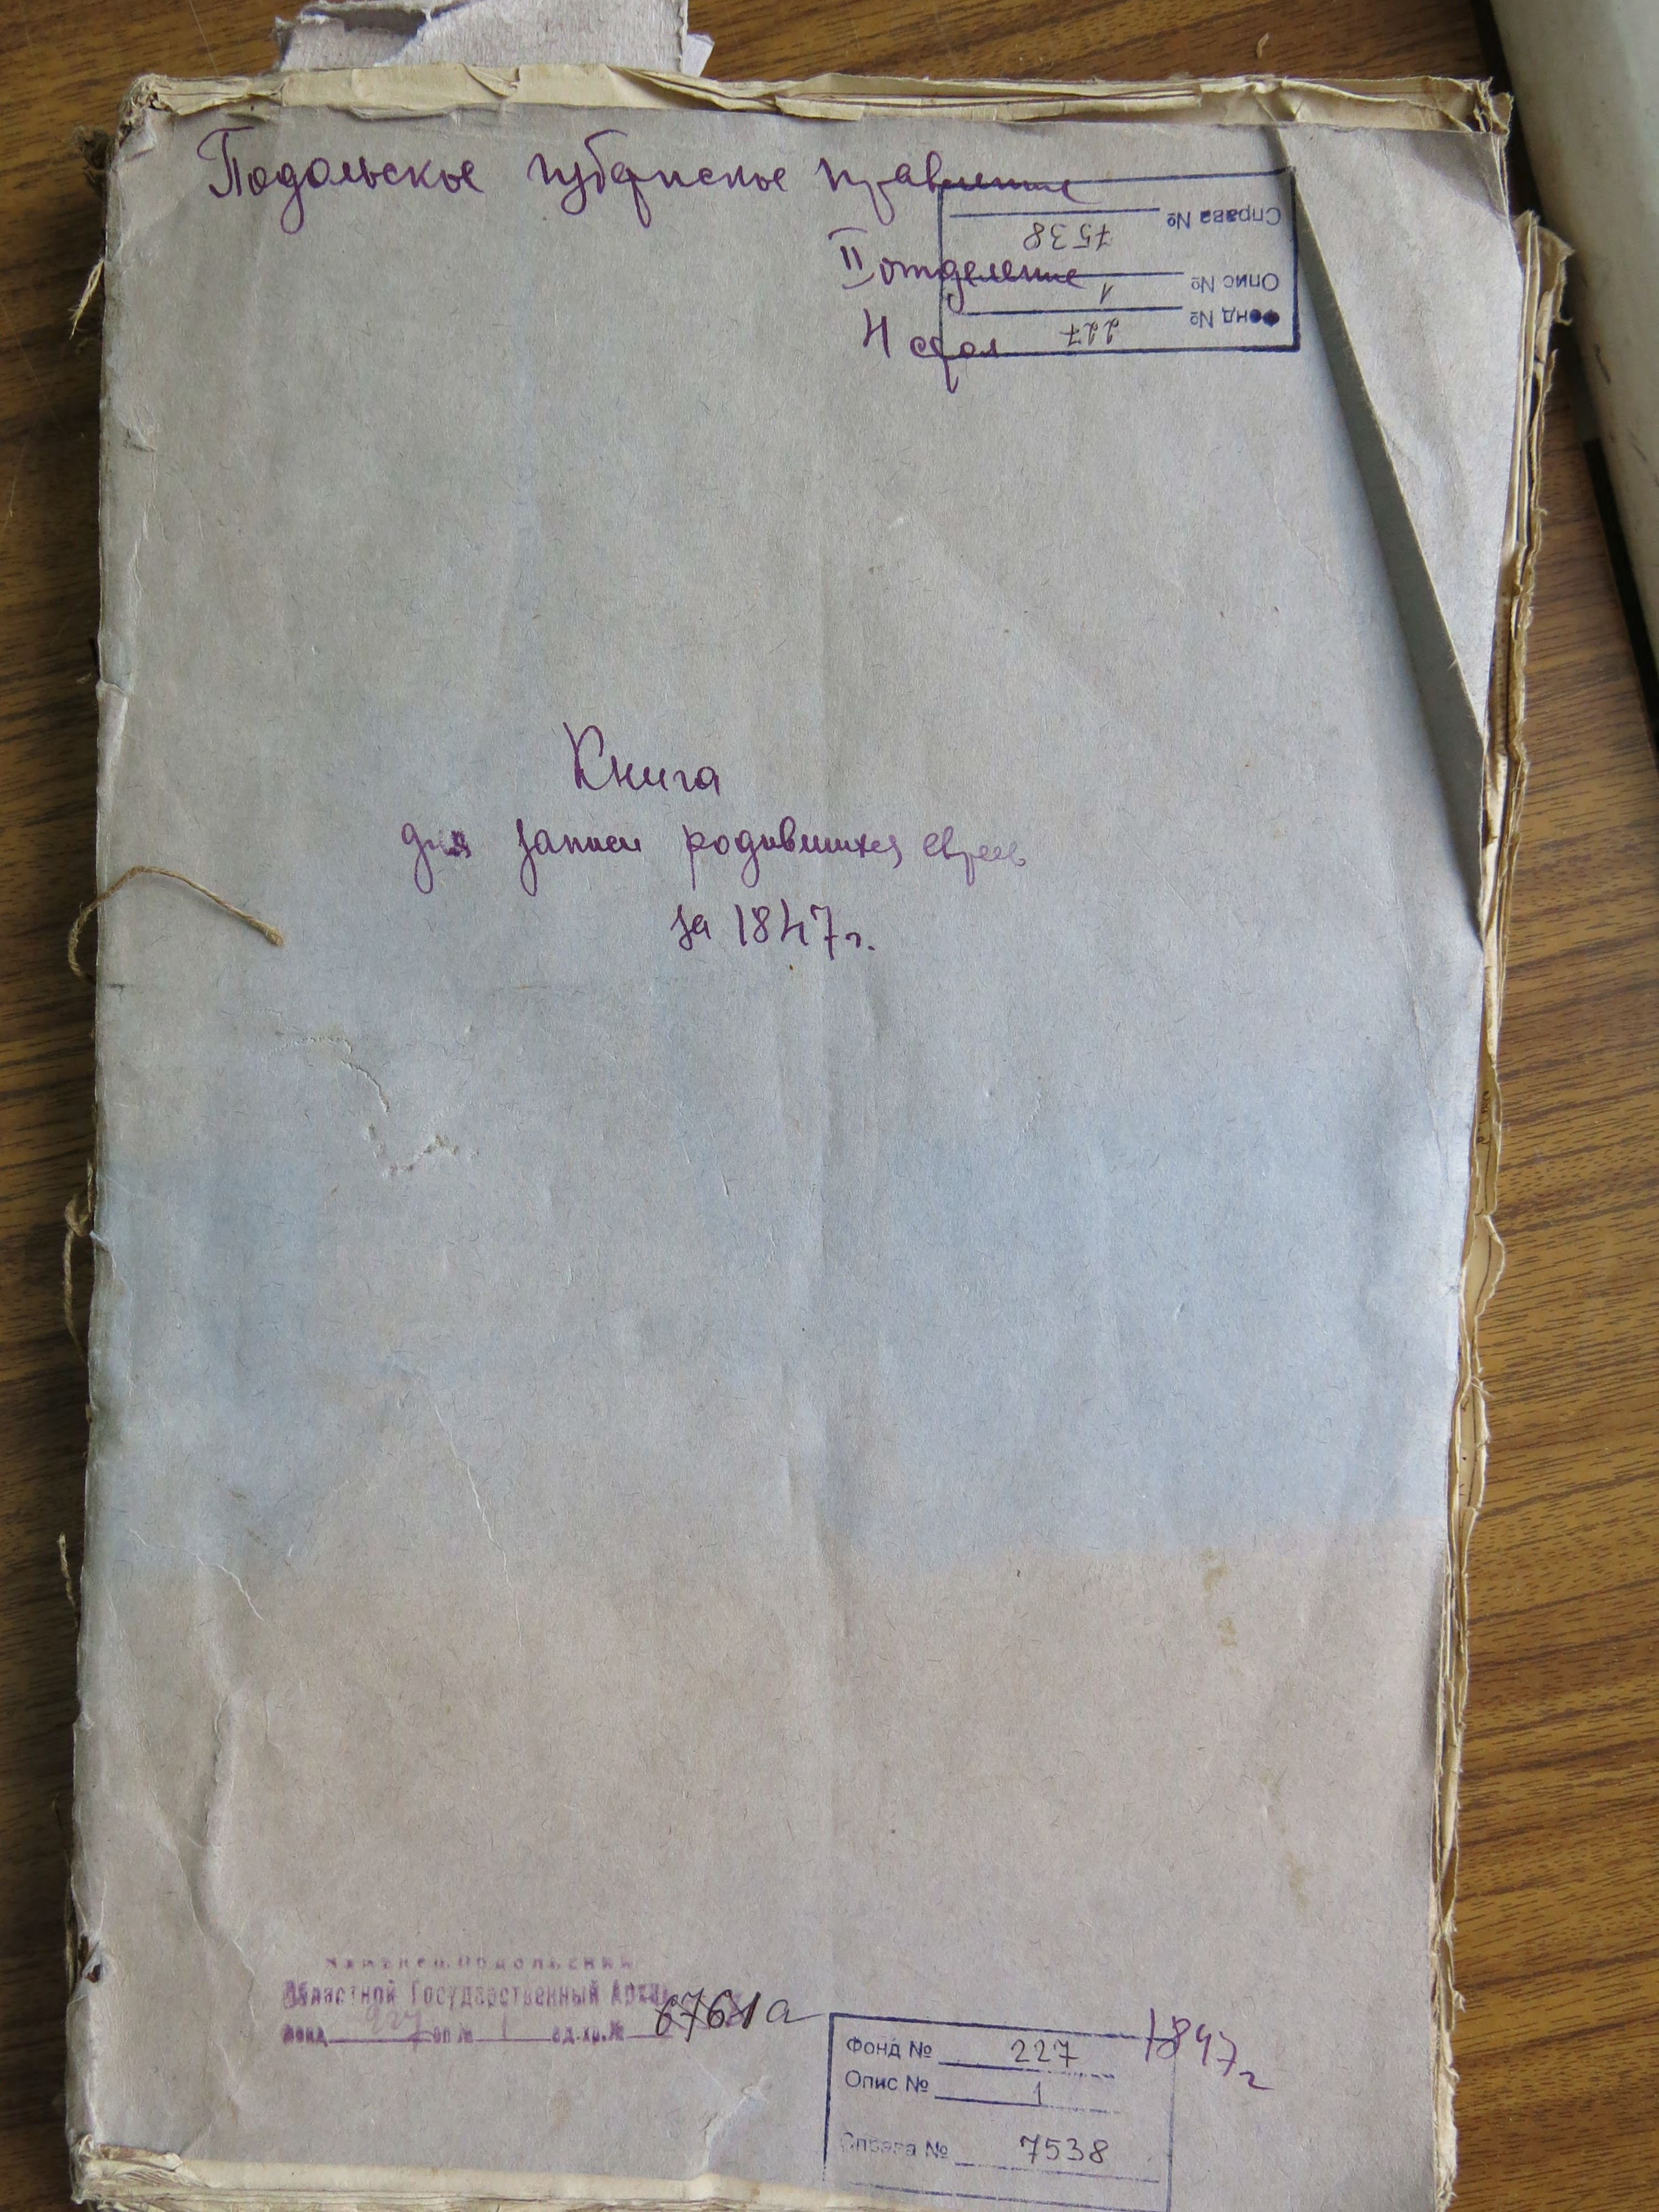 Подольское губернское правление
II отделение
4 стол
Справа № 7538
Опис № 1
Фонд № 227
Книга
для записи родившихся евреев
за 1847 г.
Каменец-Подольский
Областной Государственный Архив
фонд 227 оп № 1 ед.хр.№ 6761а
1847 г
Фонд № 227
Опис № 1
Справа № 7538